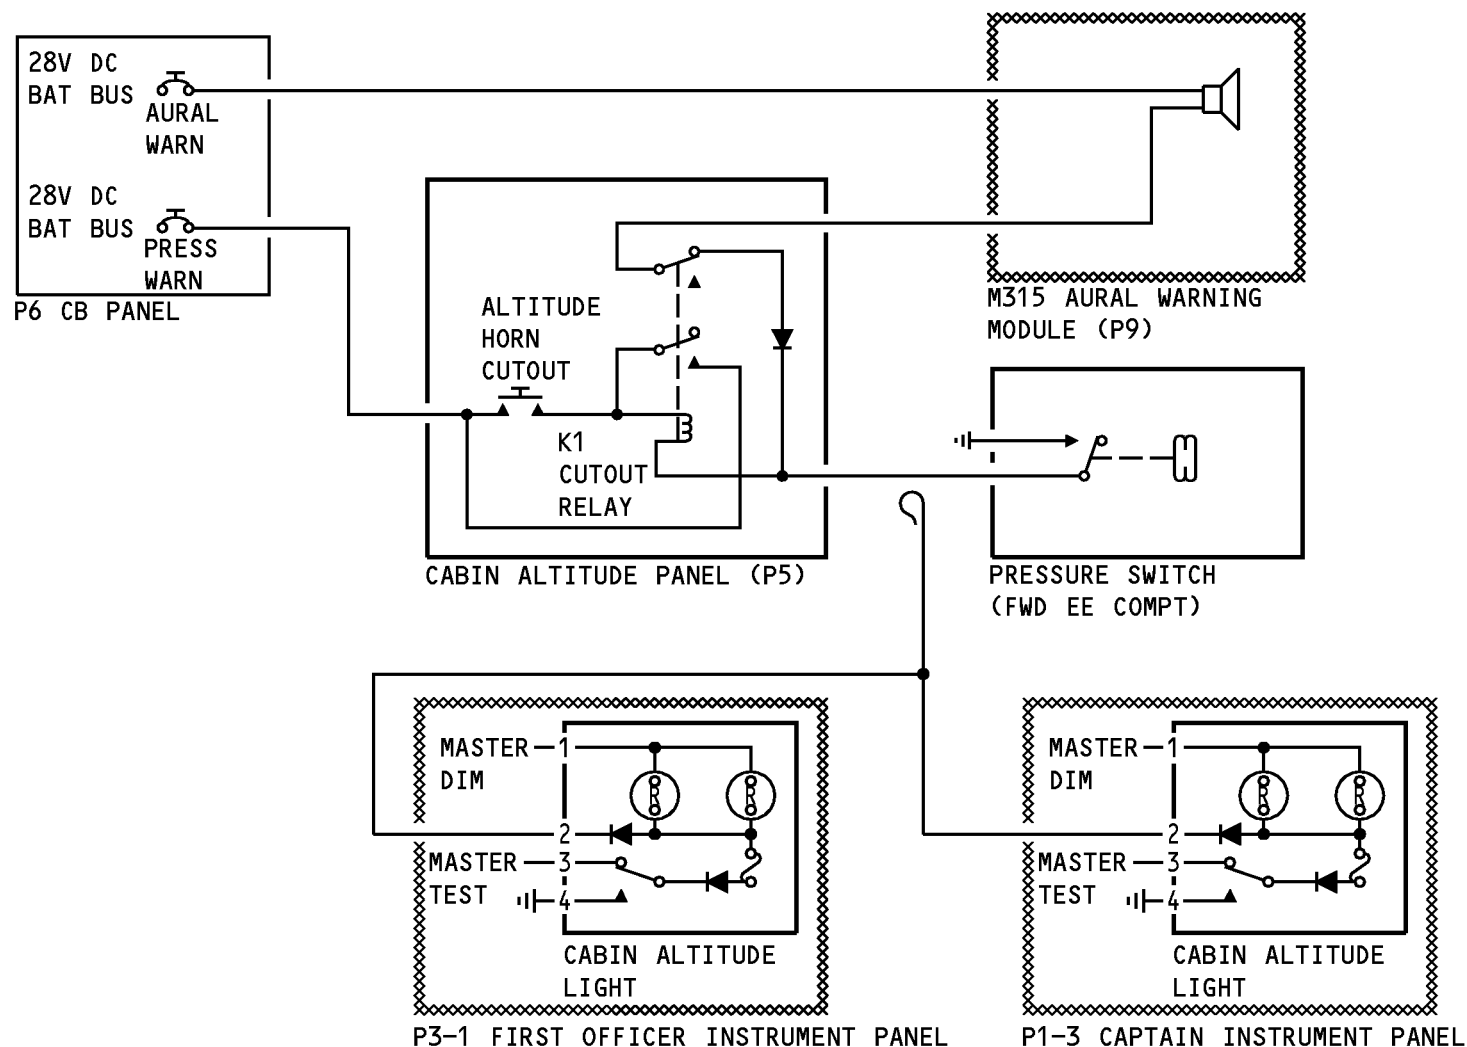 28V DC
BAT BUS
AURAL
WARN
28V DC
BAT BUS
PRESS
WARN
P6 CB PANEL
M315 AURAL WARNING
MODULE (P9)
ALTITUDE
HORN
CUTOUT
K1
CUTOUT
RELAY
CABIN ALTITUDE PANEL (P5)
PRESSURE SWITCH
(FWD EE COMPT)
MASTER 1
DIM
R R
2
MASTER 3
TEST
4
CABIN ALTITUDE
LIGHT
P3-1 FIRST OFFICER INSTRUMENT PANEL
MASTER 1
DIM
R R
2
MASTER 3
TEST
4
CABIN ALTITUDE
LIGHT
P1-3 CAPTAIN INSTRUMENT PANEL